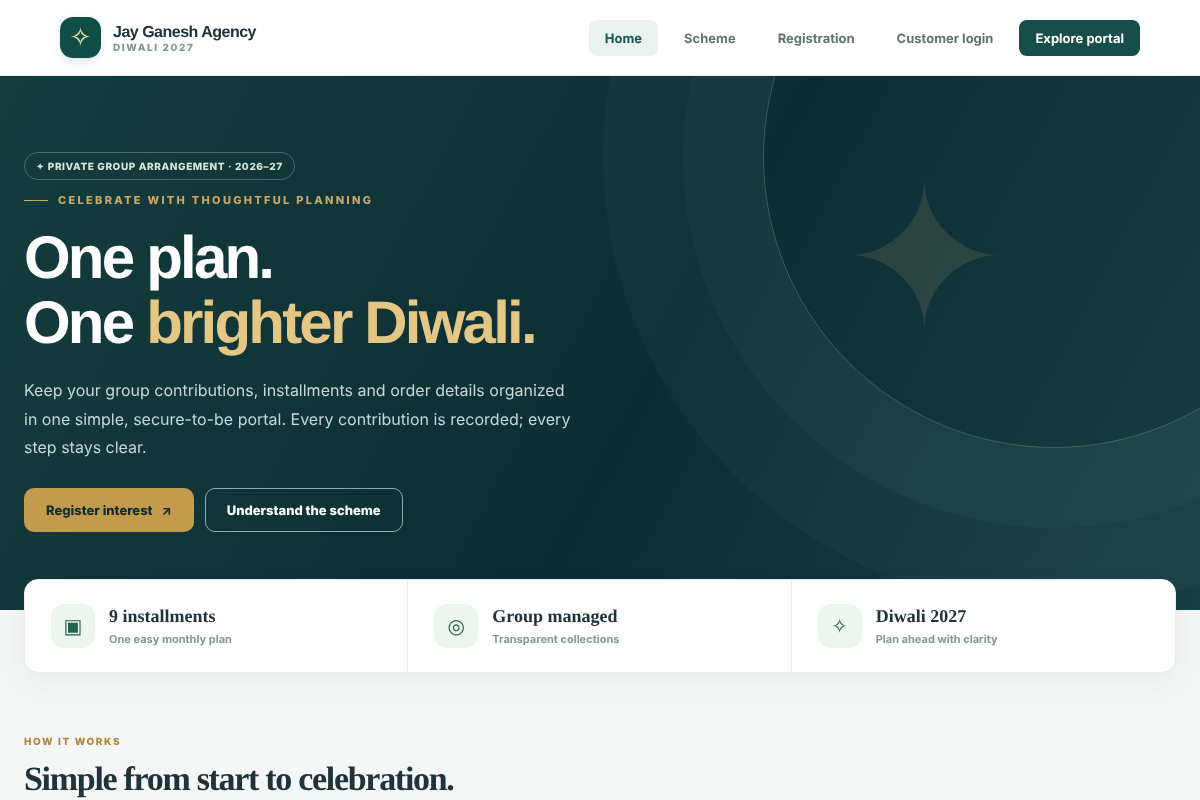 Jay Ganesh Agency
DIWALI 2027
Home
Scheme
Registration
Customer login
Explore portal
✦ PRIVATE GROUP ARRANGEMENT · 2026–27
CELEBRATE WITH THOUGHTFUL PLANNING
One plan.
One brighter Diwali.
Keep your group contributions, installments and order details organized
in one simple, secure-to-be portal. Every contribution is recorded; every
step stays clear.
Register interest ↗
Understand the scheme
9 installments
One easy monthly plan
Group managed
Transparent collections
Diwali 2027
Plan ahead with clarity
HOW IT WORKS
Simple from start to celebration.